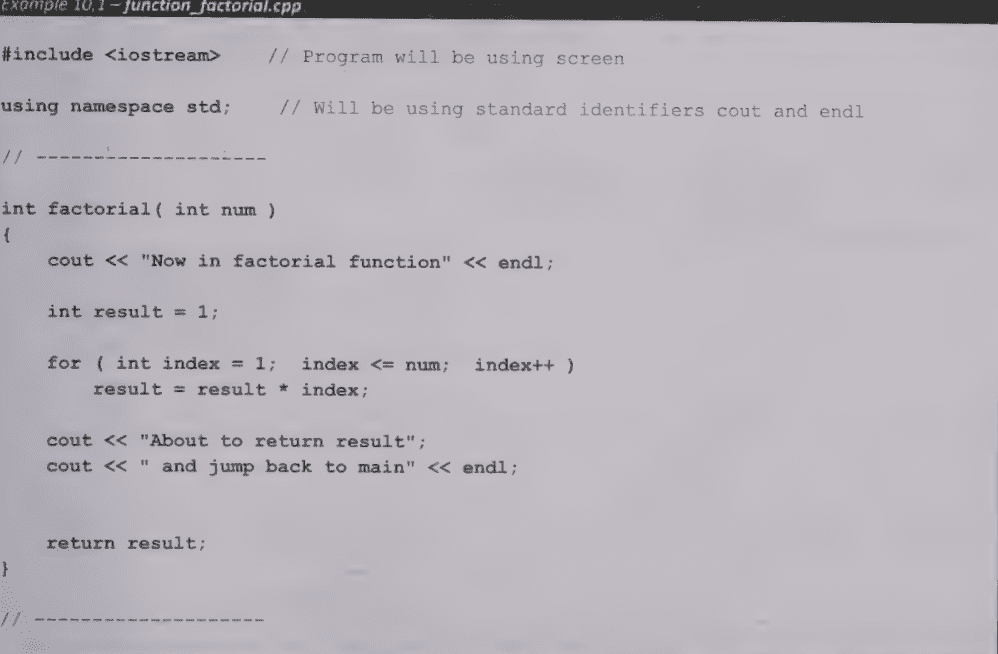 Example 10.1 – function_factorial.cpp
#include <iostream>    // Program will be using screen
using namespace std;    // Will be using standard identifiers cout and endl
// --------------------
int factorial( int num )
{
    cout << "Now in factorial function" << endl;
    int result = 1;
    for ( int index = 1;  index <= num;  index++ )
        result = result * index;
    cout << "About to return result";
    cout << " and jump back to main" << endl;
    return result;
}
// --------------------